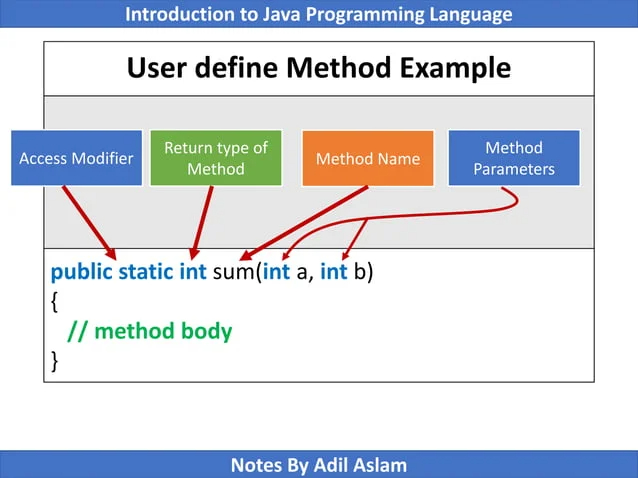 Introduction to Java Programming Language
User define Method Example
Access Modifier
Return type of
Method
Method Name
Method
Parameters
public static int sum(int a, int b)
{
// method body
}
Notes By Adil Aslam